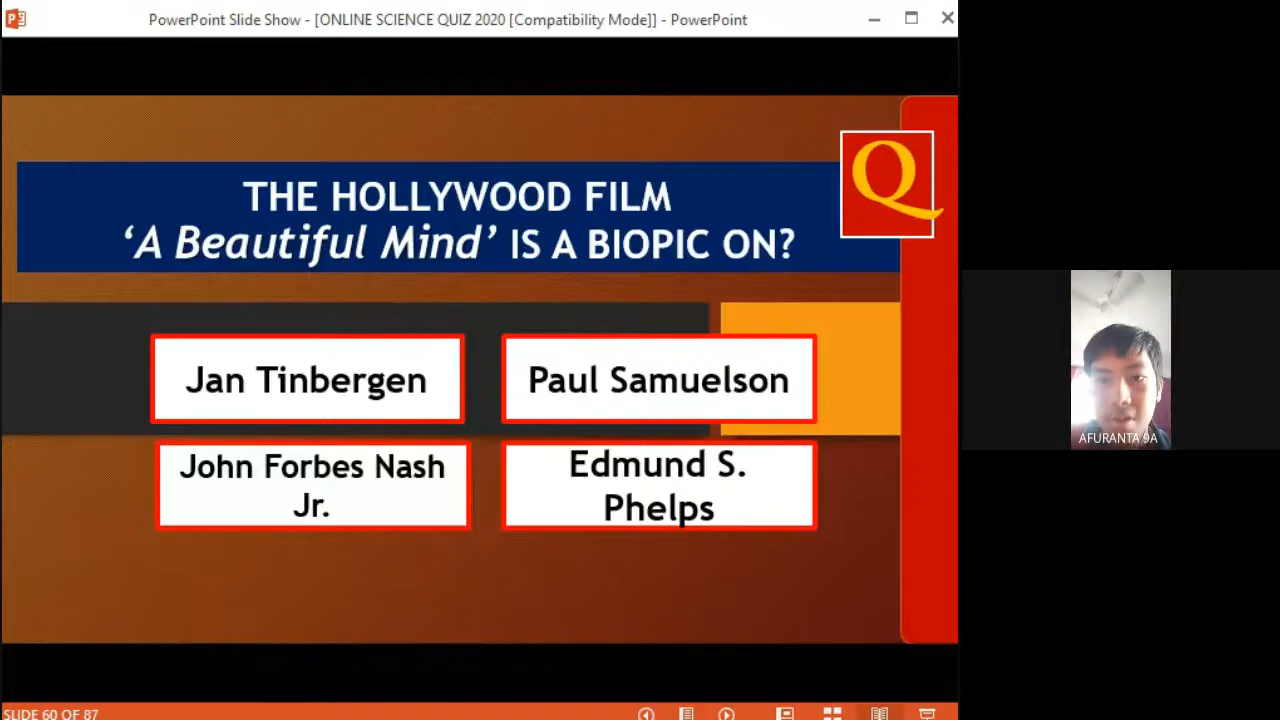 PowerPoint Slide Show - [ONLINE SCIENCE QUIZ 2020 [Compatibility Mode]] - PowerPoint
THE HOLLYWOOD FILM
‘A Beautiful Mind’ IS A BIOPIC ON?
Q
Jan Tinbergen
Paul Samuelson
John Forbes Nash
Jr.
Edmund S.
Phelps
AFURANTA 9A
SLIDE 60 OF 87